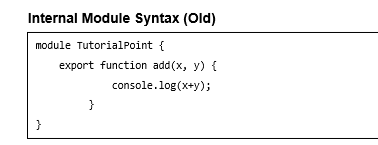 Internal Module Syntax (Old)
module TutorialPoint {
export function add(x, y) {
console.log(x+y);
}
}